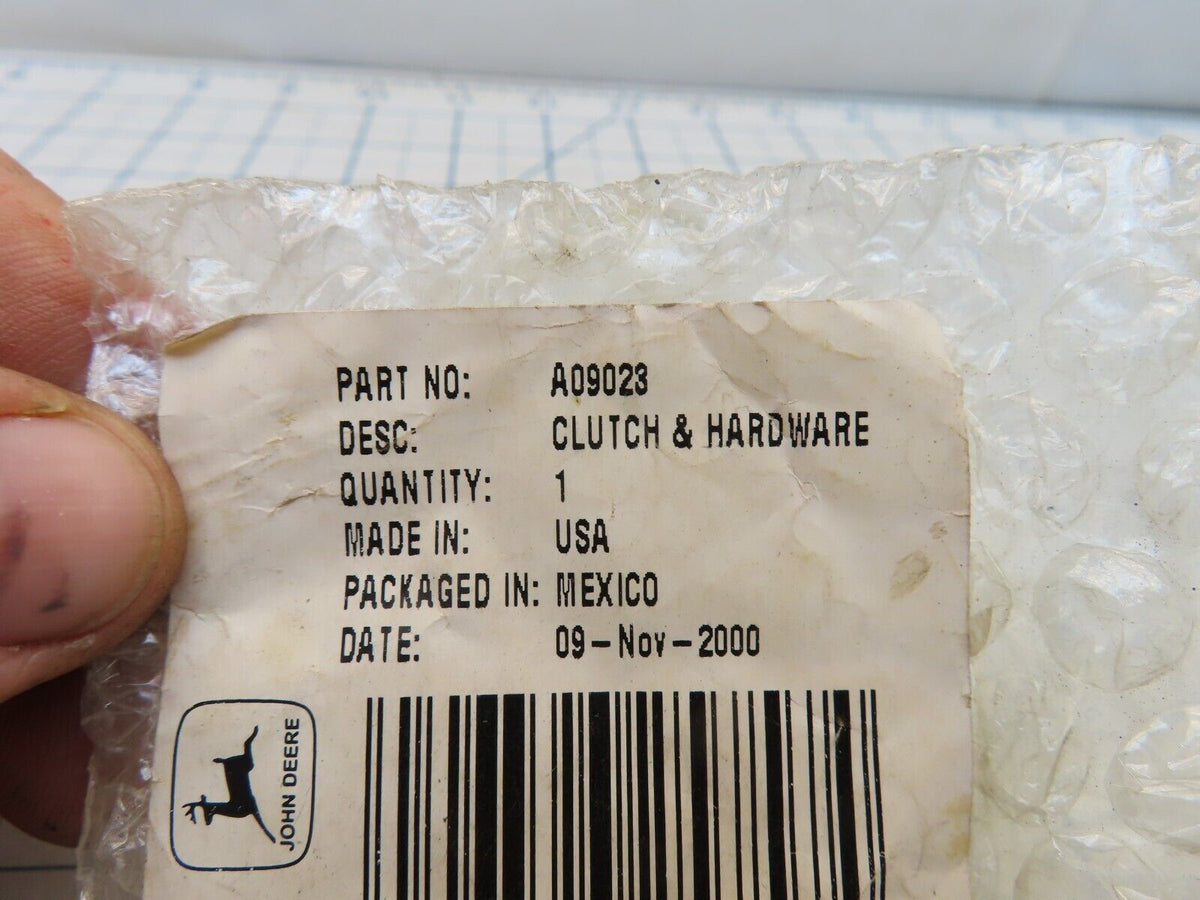 PART NO: A09023
DESC: CLUTCH & HARDWARE
QUANTITY: 1
MADE IN: USA
PACKAGED IN: MEXICO
DATE: 09-Nov-2000
JOHN DEERE